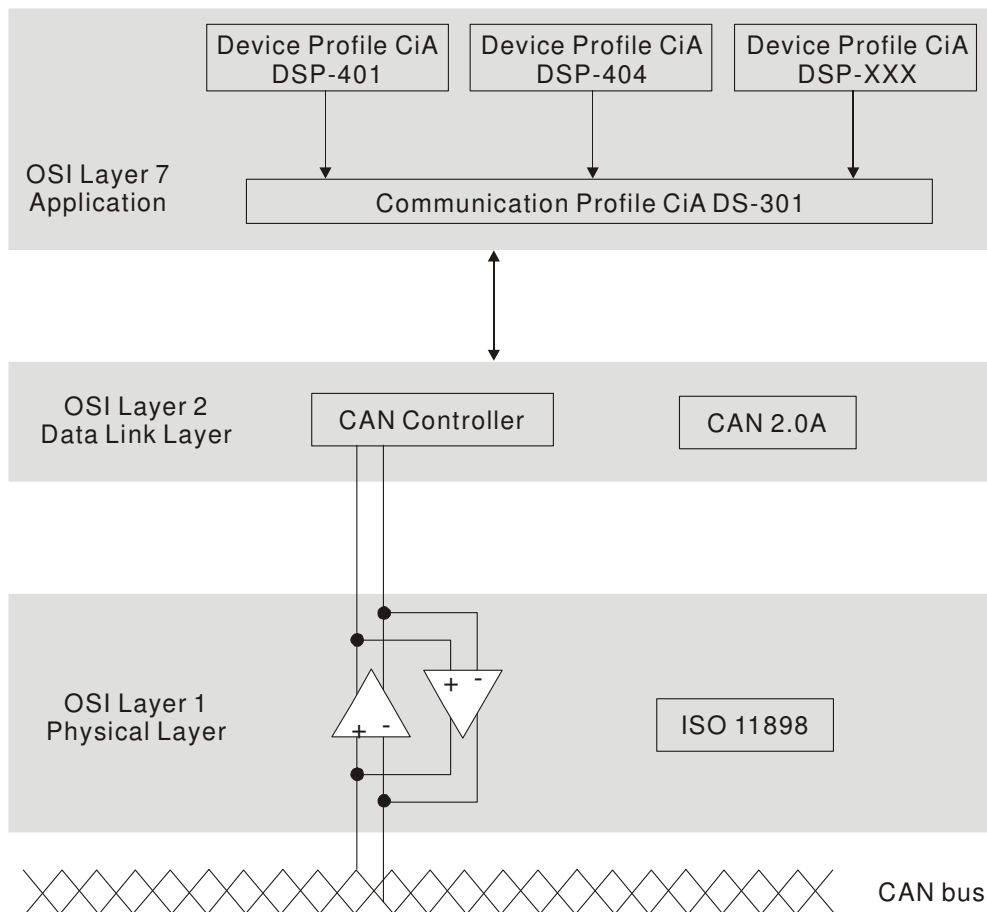 Device Profile CiA
DSP-401
Device Profile CiA
DSP-404
Device Profile CiA
DSP-XXX
OSI Layer 7
Application
Communication Profile CiA DS-301
OSI Layer 2
Data Link Layer
CAN Controller
CAN 2.0A
OSI Layer 1
Physical Layer
+ -
+ -
ISO 11898
CAN bus